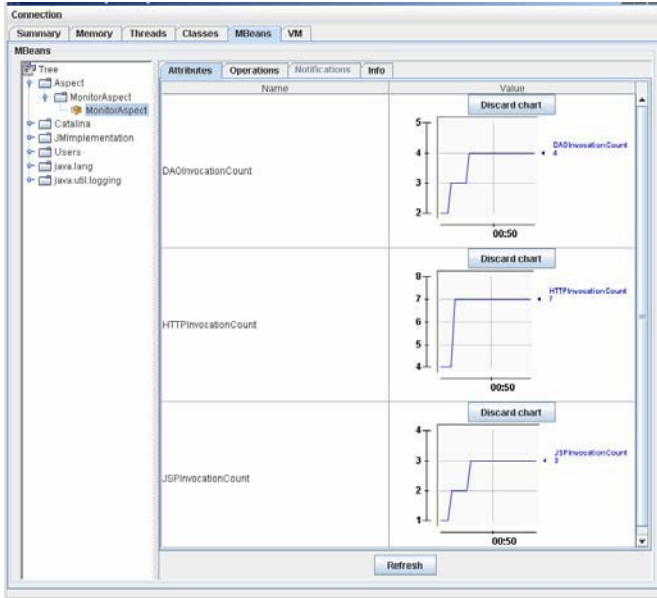 Connection
Summary Memory Threads Classes MBeans VM
MBeans
Tree
Aspect
MonitorAspect
MonitorAspect
Catalina
JMImplementation
Users
java.lang
java.util.logging
Attributes Operations Notifications Info
Name Value
DAOInvocationCount
Discard chart
5
4
3
2
DAOInvocationCount
4
00:50
HTTPInvocationCount
Discard chart
8
7
6
5
4
HTTPInvocationCount
7
00:50
JSPInvocationCount
Discard chart
4
3
2
1
JSPInvocationCount
3
00:50
Refresh